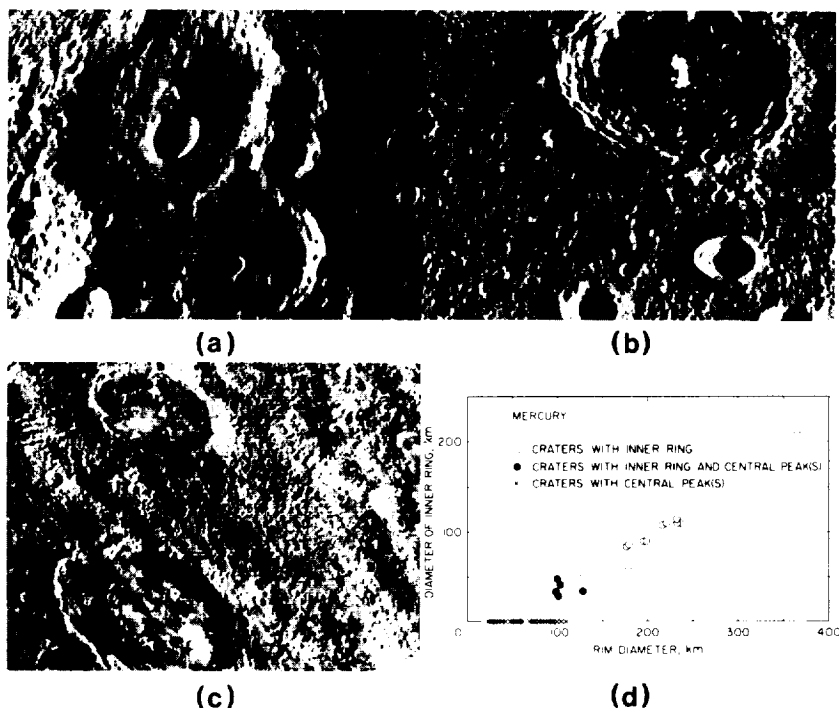 (a)
(b)
MERCURY
CRATERS WITH INNER RING
CRATERS WITH INNER RING AND CENTRAL PEAK(S)
CRATERS WITH CENTRAL PEAK(S)
DIAMETER OF INNER RING, km
200
100
0
0
100
200
300
400
RIM DIAMETER, km
(c)
(d)